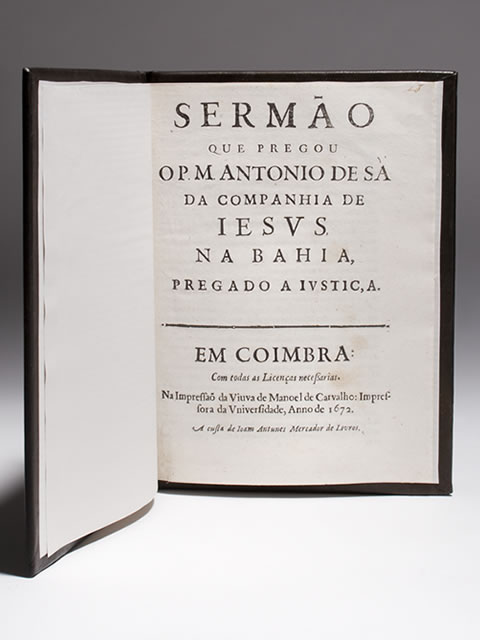 SERMÃO
QUE PREGOU
O P. M. ANTONIO DE SÀ
DA COMPANHIA DE
IESVS.
NA BAHIA,
PREGADO A IVSTIC,A.
EM COIMBRA:
Com todas as Licenças necessarias.
Na Impressaõ da Viuva de Manoel de Carvalho: Impres-
sora da Vniversidade, Anno de 1672.
A custa de Ioam Antunes Mercador de Livros.